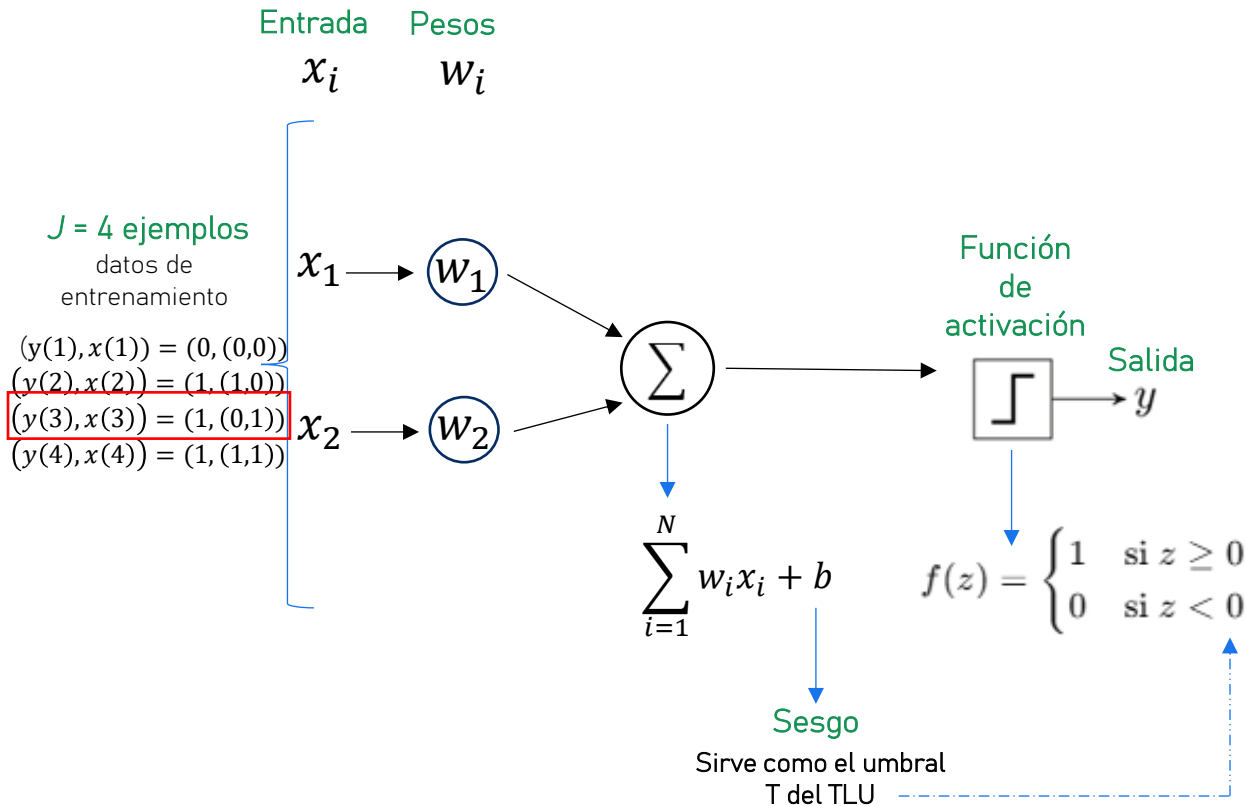 Entrada Pesos
x_i w_i
J = 4 ejemplos
datos de
entrenamiento
(y(1), x(1)) = (0, (0,0))
(y(2), x(2)) = (1, (1,0))
(y(3), x(3)) = (1, (0,1))
(y(4), x(4)) = (1, (1,1))
x_1 w_1
x_2 w_2
∑
Función
de
activación
Salida
y
∑_{i=1}^{N} w_i x_i + b
f(z) = { 1 si z ≥ 0
0 si z < 0
Sesgo
Sirve como el umbral
T del TLU